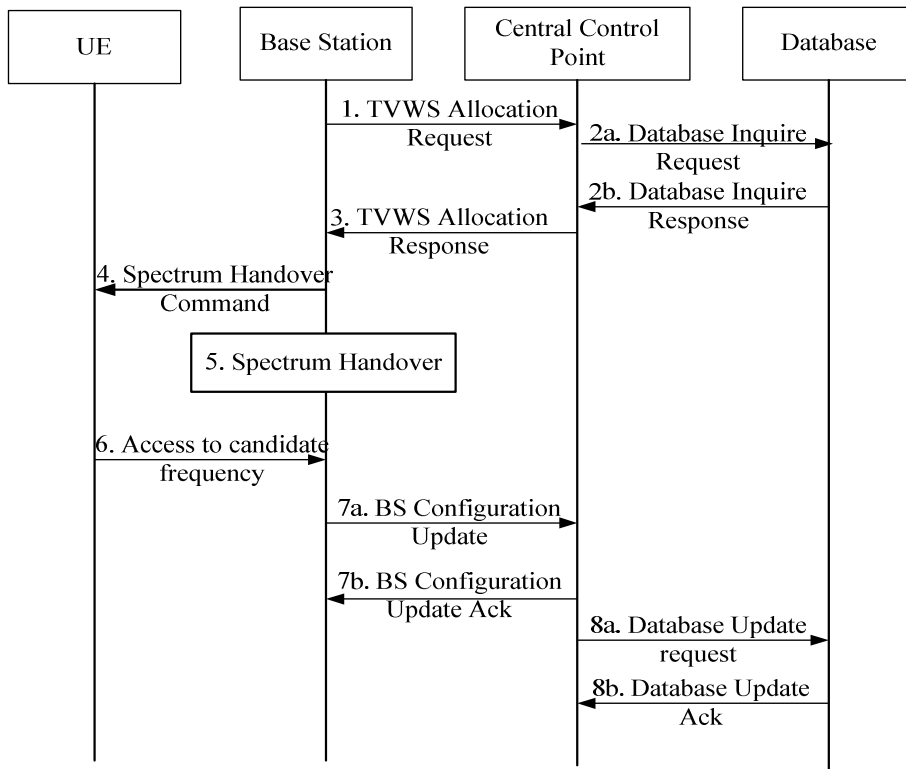 UE
Base Station
Central Control
Point
Database
1. TVWS Allocation
Request
2a. Database Inquire
Request
2b. Database Inquire
Response
3. TVWS Allocation
Response
4. Spectrum Handover
Command
5. Spectrum Handover
6. Access to candidate
frequency
7a. BS Configuration
Update
7b. BS Configuration
Update Ack
8a. Database Update
request
8b. Database Update
Ack